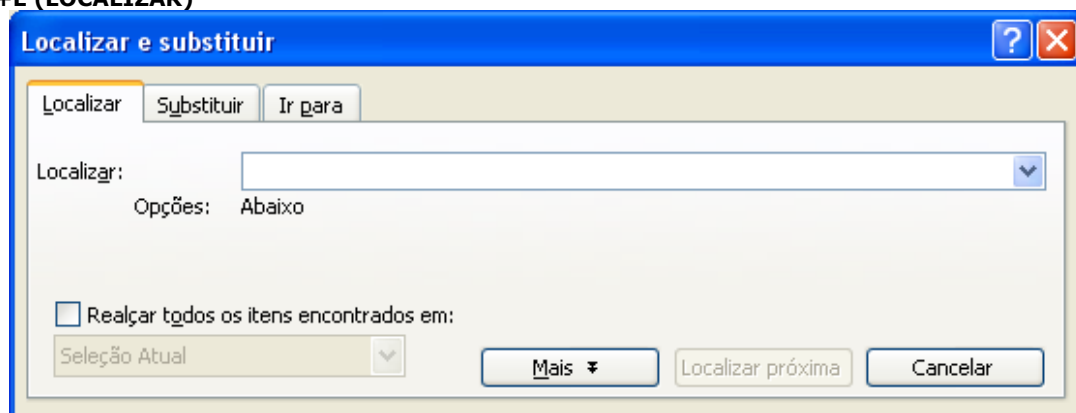 (LOCALIZAR)
Localizar e substituir
Localizar Substituir Ir para
Localizar:
Opções: Abaixo
Realçar todos os itens encontrados em:
Seleção Atual
Mais Localizar próxima Cancelar